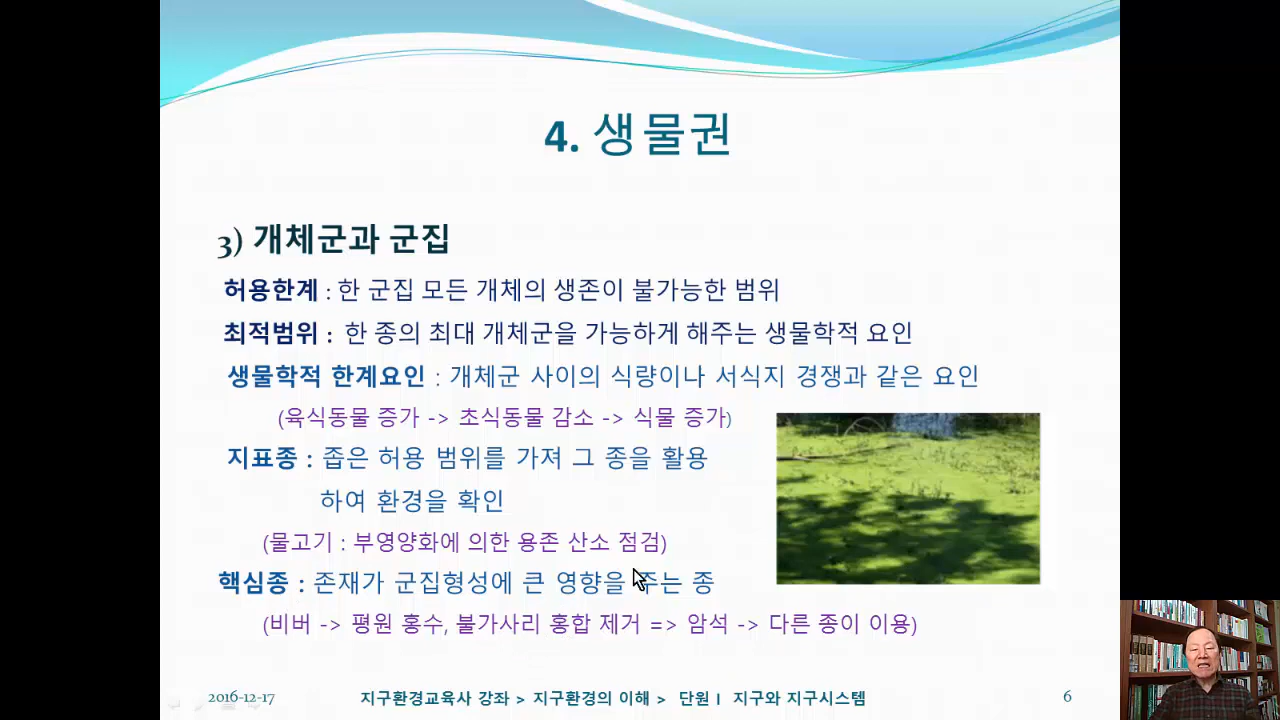 4. 생물권
3) 개체군과 군집
허용한계 : 한 군집 모든 개체의 생존이 불가능한 범위
최적범위 : 한 종의 최대 개체군을 가능하게 해주는 생물학적 요인
생물학적 한계요인 : 개체군 사이의 식량이나 서식지 경쟁과 같은 요인
(육식동물 증가 -> 초식동물 감소 -> 식물 증가)
지표종 : 좁은 허용 범위를 가져 그 종을 활용
하여 환경을 확인
(물고기 : 부영양화에 의한 용존 산소 점검)
핵심종 : 존재가 군집형성에 큰 영향을 주는 종
(비버 -> 평원 홍수, 불가사리 홍합 제거 => 암석 -> 다른 종이 이용)
2016-12-17 지구환경교육사 강좌 > 지구환경의 이해 > 단원 I 지구와 지구시스템 6